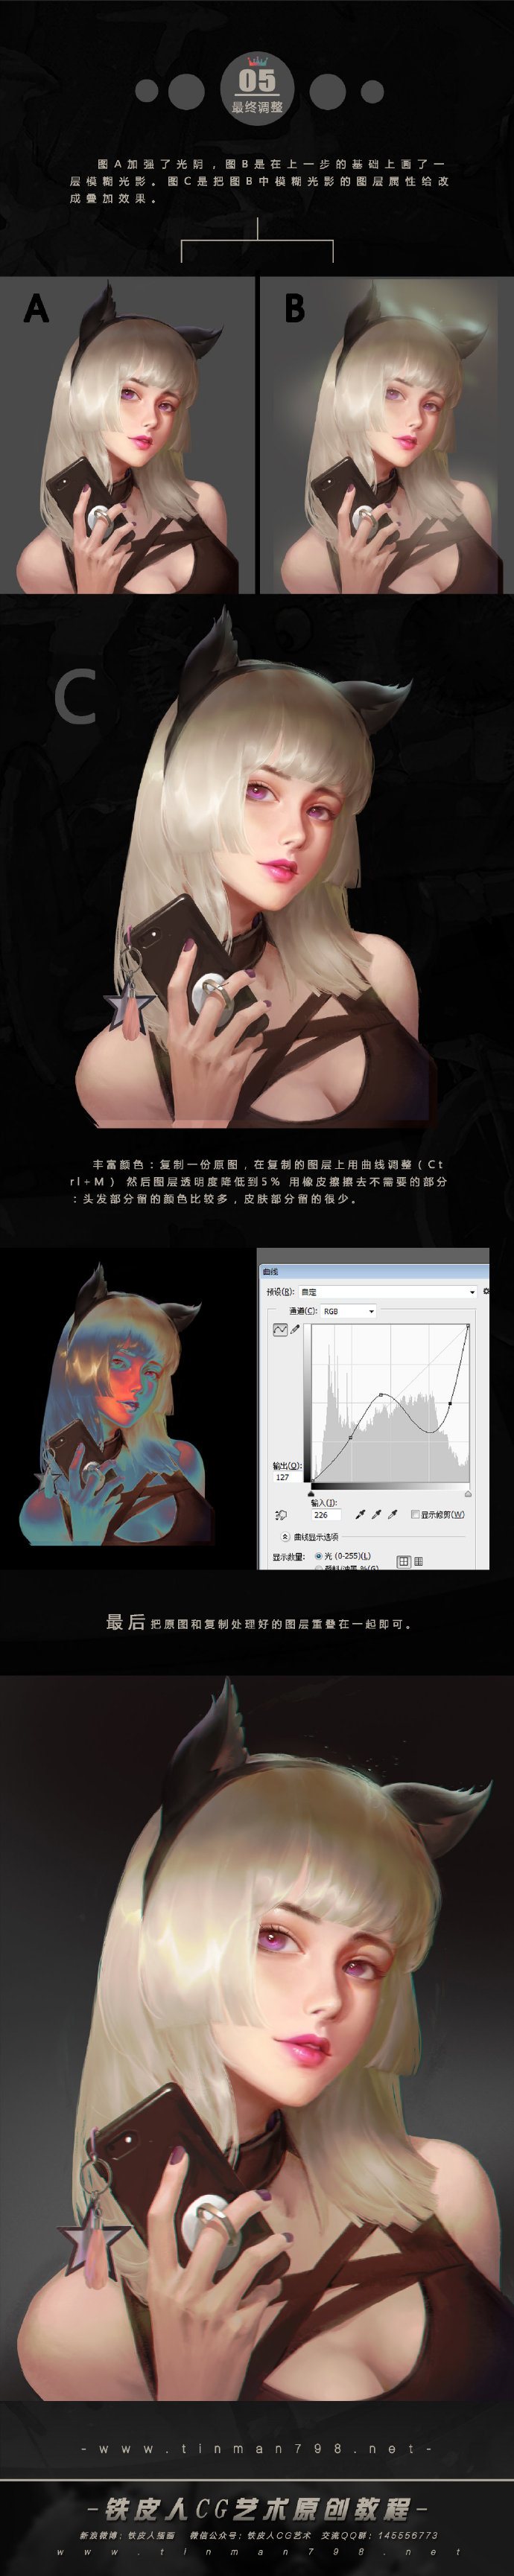 05
最终调整
图A加强了光阴，图B是在上一步的基础上画了一
层模糊光影。图C是把图B中模糊光影的图层属性给改
成叠加效果。
A
B
C
丰富颜色：复制一份原图，在复制的图层上用曲线调整（Ct
rl+M） 然后图层透明度降低到5% 用橡皮擦擦去不需要的部分
：头发部分留的颜色比较多，皮肤部分留的很少。
曲线
预设(R): 自定
通道(C): RGB
输出(O):
127
输入(I):
226
显示修剪(W)
曲线显示选项
显示数量: 光 (0-255)(L)
最后把原图和复制处理好的图层重叠在一起即可。
-www.tinman798.net-
-铁皮人CG艺术原创教程-
新浪微博：铁皮人插画 微信公众号：铁皮人CG艺术 交流QQ群：145556773
www.tinman798.net